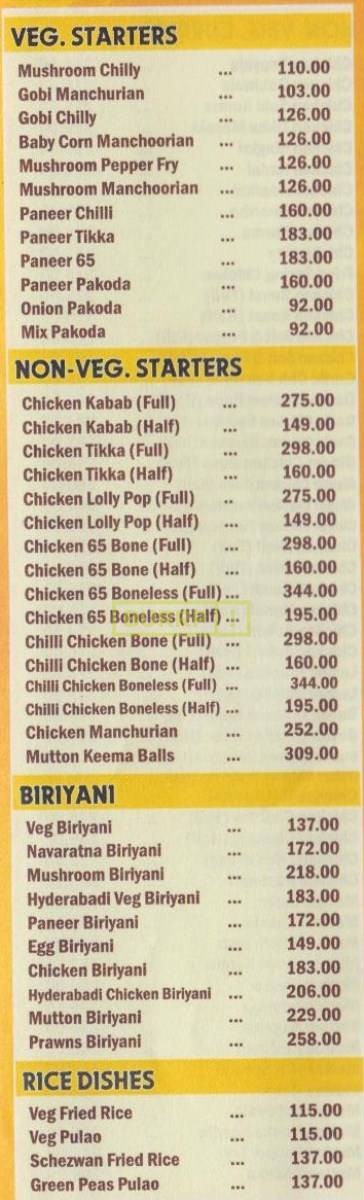 VEG. STARTERS
Mushroom Chilly ... 110.00
Gobi Manchurian ... 103.00
Gobi Chilly ... 126.00
Baby Corn Manchoorian ... 126.00
Mushroom Pepper Fry ... 126.00
Mushroom Manchoorian ... 126.00
Paneer Chilli ... 160.00
Paneer Tikka ... 183.00
Paneer 65 ... 183.00
Paneer Pakoda ... 160.00
Onion Pakoda ... 92.00
Mix Pakoda ... 92.00
NON-VEG. STARTERS
Chicken Kabab (Full) ... 275.00
Chicken Kabab (Half) ... 149.00
Chicken Tikka (Full) ... 298.00
Chicken Tikka (Half) ... 160.00
Chicken Lolly Pop (Full) .. 275.00
Chicken Lolly Pop (Half) ... 149.00
Chicken 65 Bone (Full) ... 298.00
Chicken 65 Bone (Half) ... 160.00
Chicken 65 Boneless (Full) ... 344.00
Chicken 65 Boneless (Half) ... 195.00
Chilli Chicken Bone (Full) ... 298.00
Chilli Chicken Bone (Half) ... 160.00
Chilli Chicken Boneless (Full) ... 344.00
Chilli Chicken Boneless (Half) ... 195.00
Chicken Manchurian ... 252.00
Mutton Keema Balls ... 309.00
BIRIYANI
Veg Biriyani ... 137.00
Navaratna Biriyani ... 172.00
Mushroom Biriyani ... 218.00
Hyderabadi Veg Biriyani ... 183.00
Paneer Biriyani ... 172.00
Egg Biriyani ... 149.00
Chicken Biriyani ... 183.00
Hyderabadi Chicken Biriyani ... 206.00
Mutton Biriyani ... 229.00
Prawns Biriyani ... 258.00
RICE DISHES
Veg Fried Rice ... 115.00
Veg Pulao ... 115.00
Schezwan Fried Rice ... 137.00
Green Peas Pulao ... 137.00